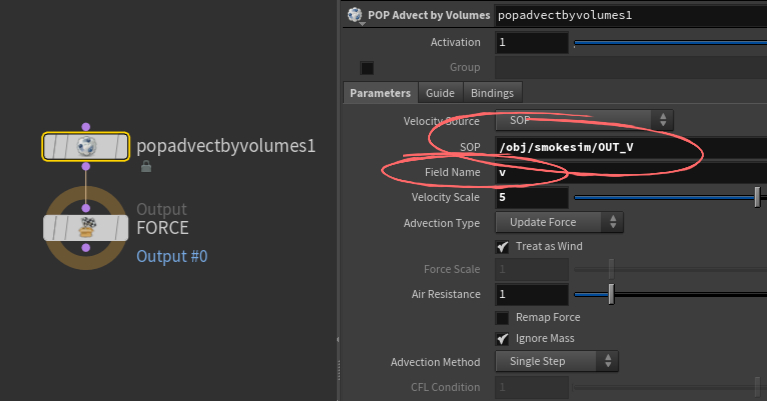 popadvectbyvolumes1
Output
FORCE
Output #0
POP Advect by Volumes popadvectbyvolumes1
Activation 1
Group
Parameters Guide Bindings
Velocity Source SOP
SOP /obj/smokesim/OUT_V
Field Name v
Velocity Scale 5
Advection Type Update Force
Treat as Wind
Force Scale 1
Air Resistance 1
Remap Force
Ignore Mass
Advection Method Single Step
CFL Condition 1